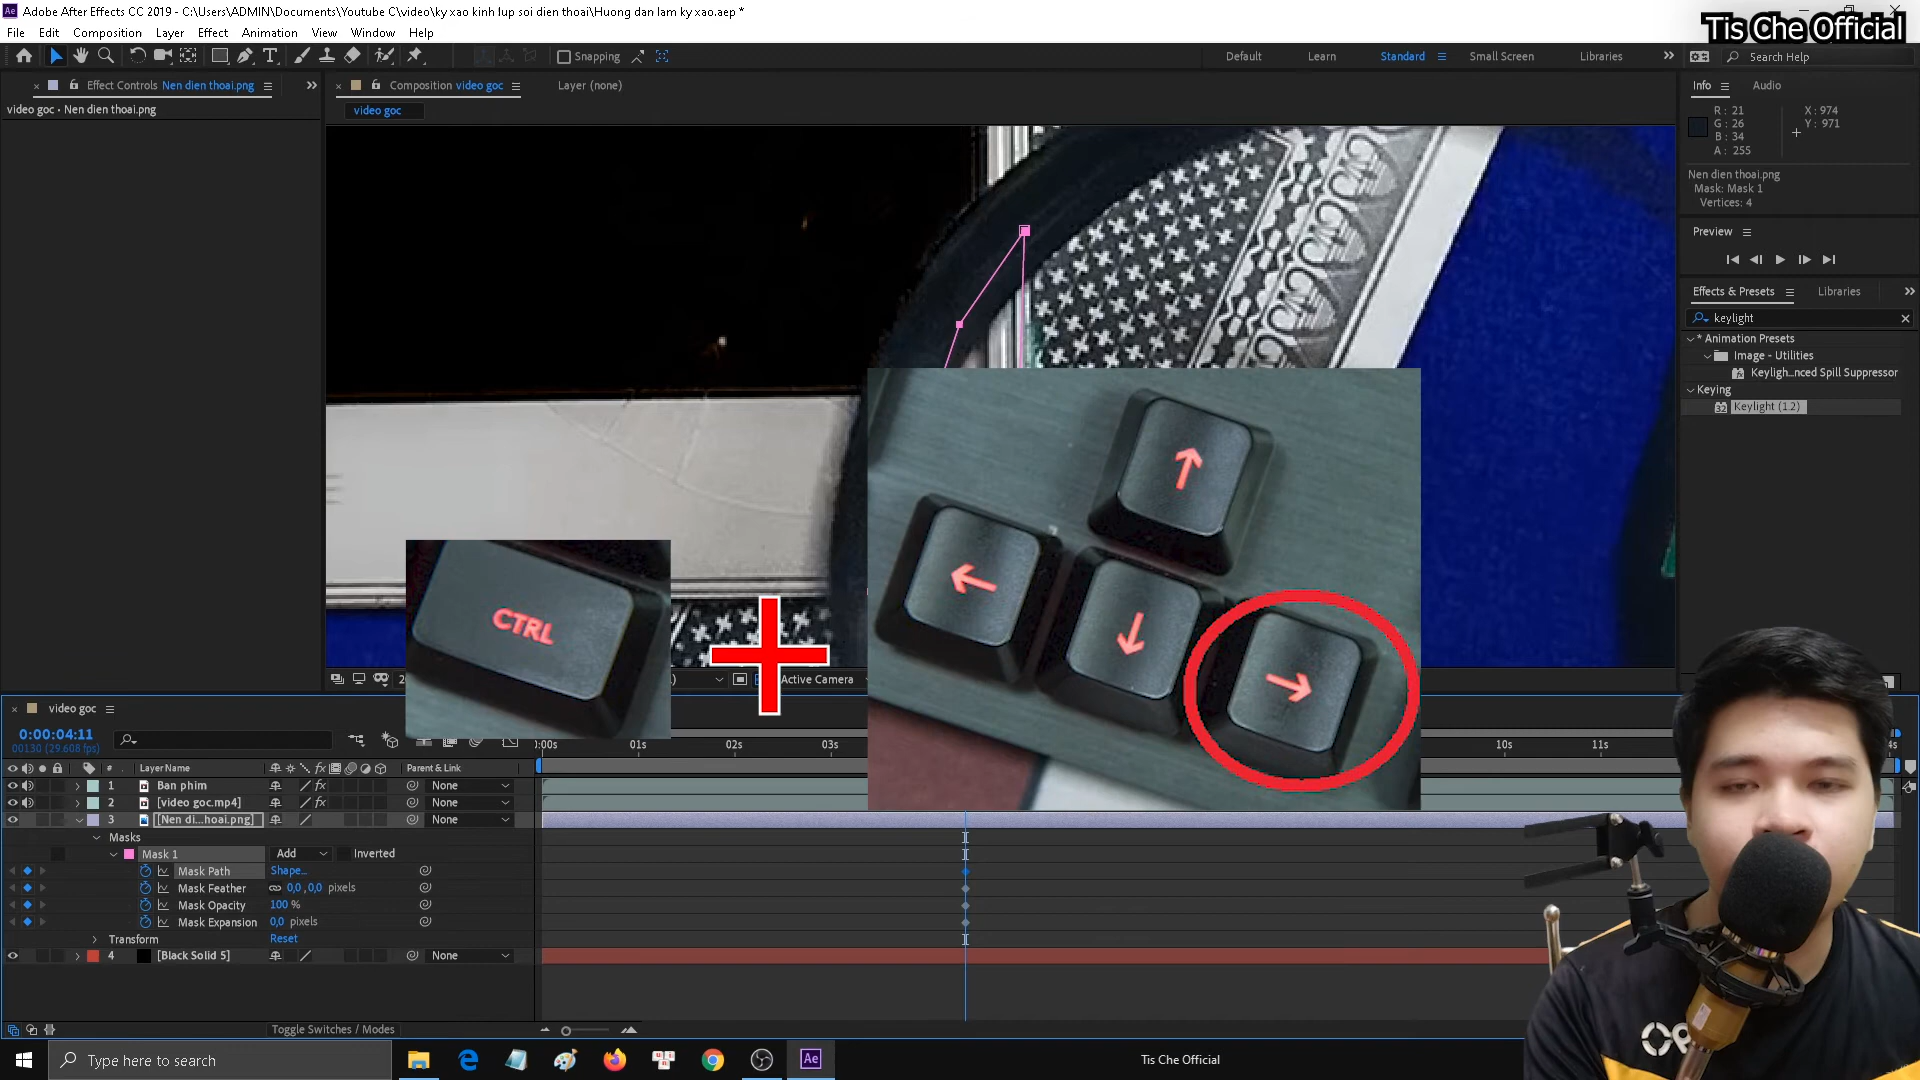 Adobe After Effects CC 2019 - C:\Users\ADMIN\Documents\Youtube C\video\ky xao kinh lup soi dien thoai\Huong dan lam ky xao.aep *
Tis Che Official
File Edit Composition Layer Effect Animation View Window Help
Snapping
Default Learn Standard Small Screen Libraries
Search Help
Effect Controls Nen dien thoai.png
Composition video goc
Layer (none)
video goc • Nen dien thoai.png
video goc
Info Audio
R : 21
G : 26
B : 34
A : 255
X : 974
Y : 971
Nen dien thoai.png
Mask: Mask 1
Vertices: 4
Preview
Effects & Presets Libraries
keylight
* Animation Presets
Image - Utilities
Keyligh...nced Spill Suppressor
Keying
Keylight (1.2)
CTRL
Active Camera
video goc
0:00:04:11
00130 (29.608 fps)
:00s 01s 02s 03s 10s 11s
# Layer Name Parent & Link
1 Ban phim None
2 [video goc.mp4] None
3 [Nen di...hoai.png] None
Masks
Mask 1 Add Inverted
Mask Path Shape...
Mask Feather 0,0 ,0,0 pixels
Mask Opacity 100 %
Mask Expansion 0,0 pixels
Transform Reset
4 [Black Solid 5] None
Toggle Switches / Modes
Type here to search
Ae
Tis Che Official